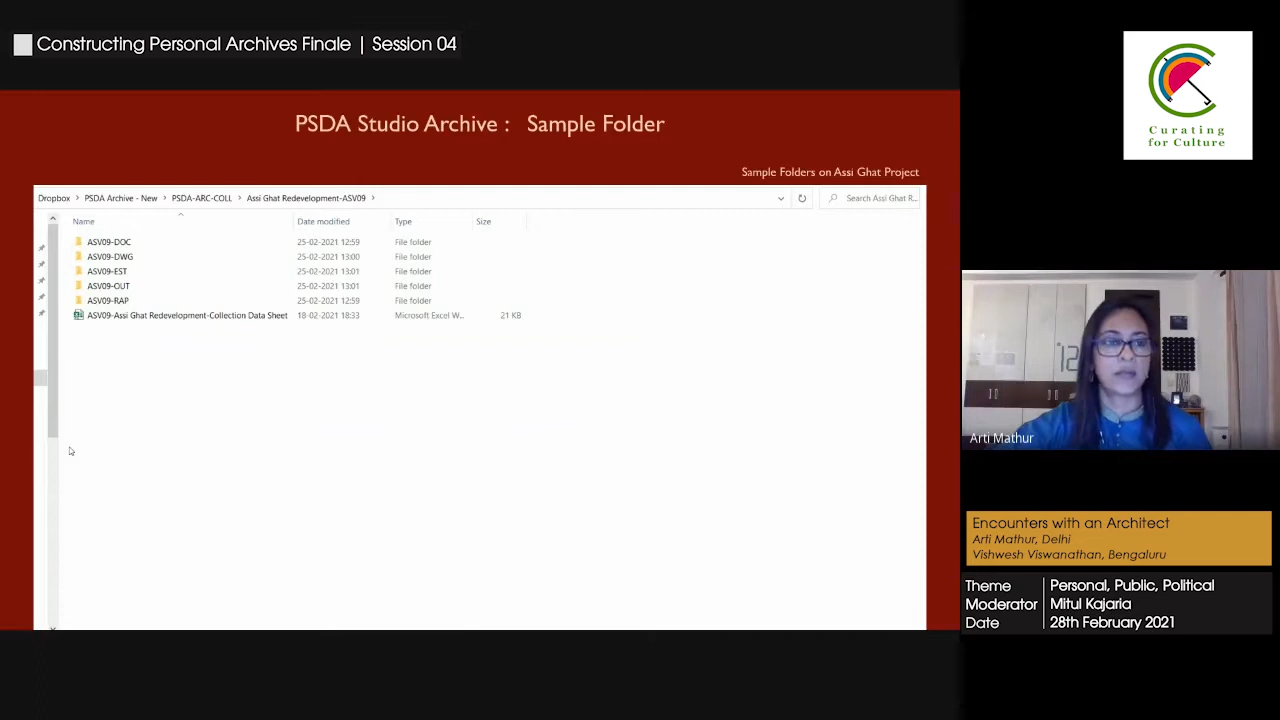 Constructing Personal Archives Finale | Session 04
PSDA Studio Archive : Sample Folder
Sample Folders on Assi Ghat Project
Dropbox > PSDA Archive - New > PSDA-ARC-COLL > Assi Ghat Redevelopment-ASV09 >
Search Assi Ghat R...
Name Date modified Type Size
ASV09-DOC 25-02-2021 12:59 File folder
ASV09-DWG 25-02-2021 13:00 File folder
ASV09-EST 25-02-2021 13:01 File folder
ASV09-OUT 25-02-2021 13:01 File folder
ASV09-RAP 25-02-2021 12:59 File folder
ASV09-Assi Ghat Redevelopment-Collection Data Sheet 18-02-2021 18:33 Microsoft Excel W... 21 KB
Curating
for Culture
12
Arti Mathur
Encounters with an Architect
Arti Mathur, Delhi
Vishwesh Viswanathan, Bengaluru
Theme Personal, Public, Political
Moderator Mitul Kajaria
Date 28th February 2021